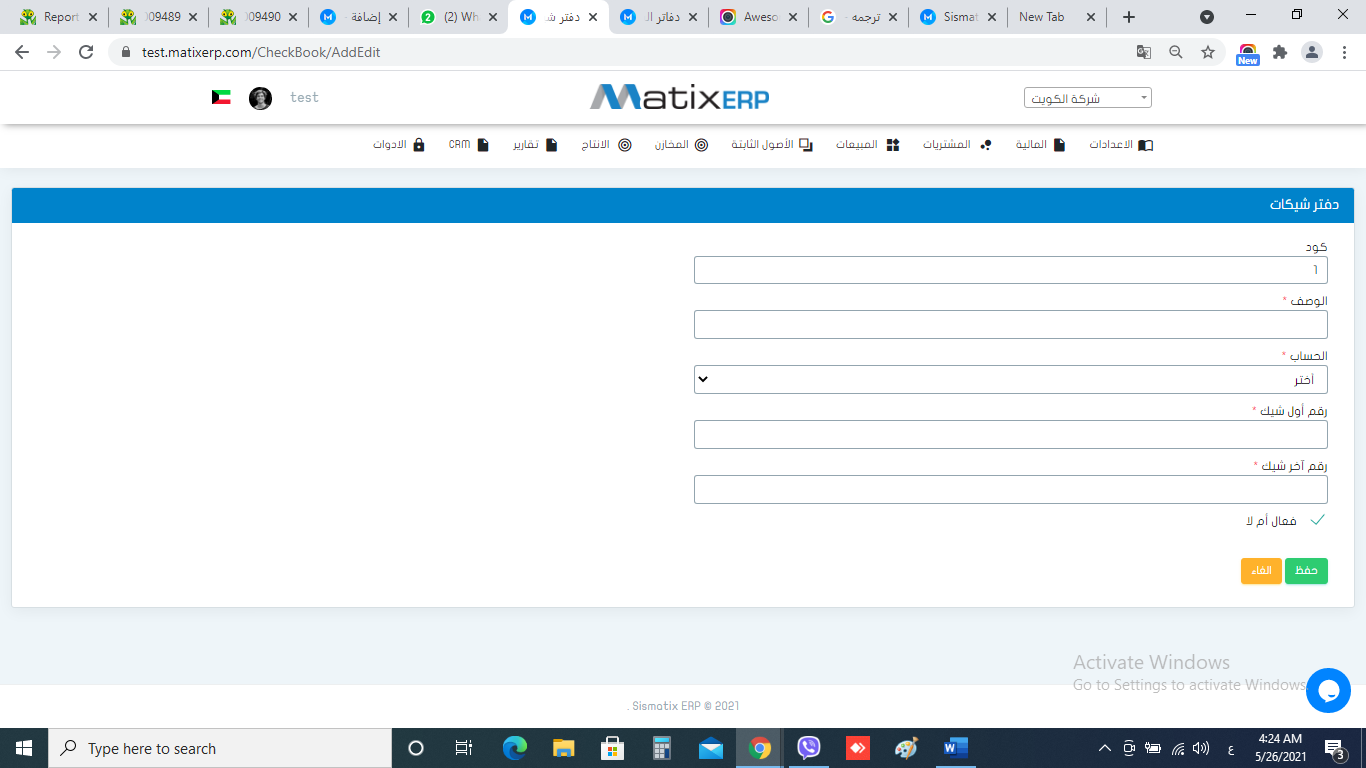 Report
009489
009490
إضافة -
(2) Wh
دفتر شـ
دفاتر الـ
Aweso
ترجمه -
Sismat
New Tab
test.matixerp.com/CheckBook/AddEdit
New
test
MatixERP
شركة الكويت
الاعدادات
المالية
المشتريات
المبيعات
الأصول الثابتة
المخازن
الانتاج
تقارير
CRM
الادوات
دفتر شيكات
كود
1
الوصف *
الحساب *
أختر
رقم أول شيك *
رقم آخر شيك *
فعال أم لا
حفظ
الغاء
Activate Windows
Go to Settings to activate Windows.
. Sismatix ERP © 2021
Type here to search
ع
4:24 AM
5/26/2021
3